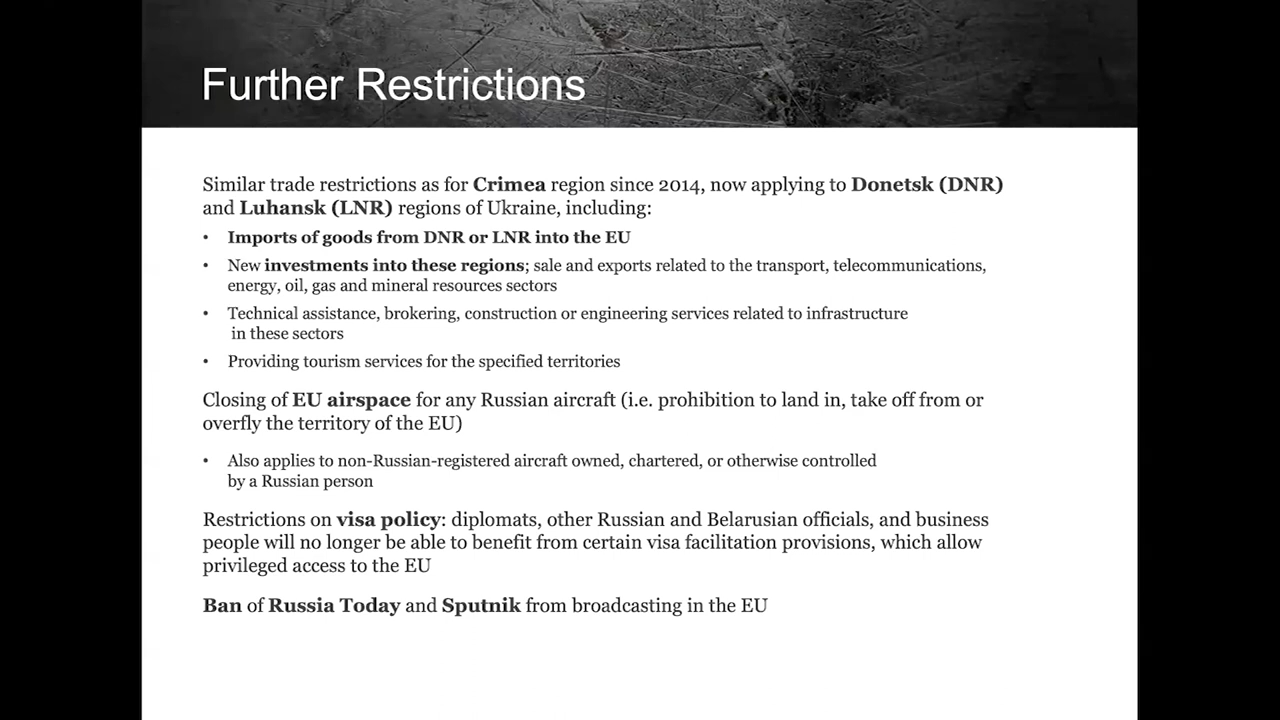 Further Restrictions
Similar trade restrictions as for Crimea region since 2014, now applying to Donetsk (DNR)
and Luhansk (LNR) regions of Ukraine, including:
• Imports of goods from DNR or LNR into the EU
• New investments into these regions; sale and exports related to the transport, telecommunications,
energy, oil, gas and mineral resources sectors
• Technical assistance, brokering, construction or engineering services related to infrastructure
in these sectors
• Providing tourism services for the specified territories
Closing of EU airspace for any Russian aircraft (i.e. prohibition to land in, take off from or
overfly the territory of the EU)
• Also applies to non-Russian-registered aircraft owned, chartered, or otherwise controlled
by a Russian person
Restrictions on visa policy: diplomats, other Russian and Belarusian officials, and business
people will no longer be able to benefit from certain visa facilitation provisions, which allow
privileged access to the EU
Ban of Russia Today and Sputnik from broadcasting in the EU